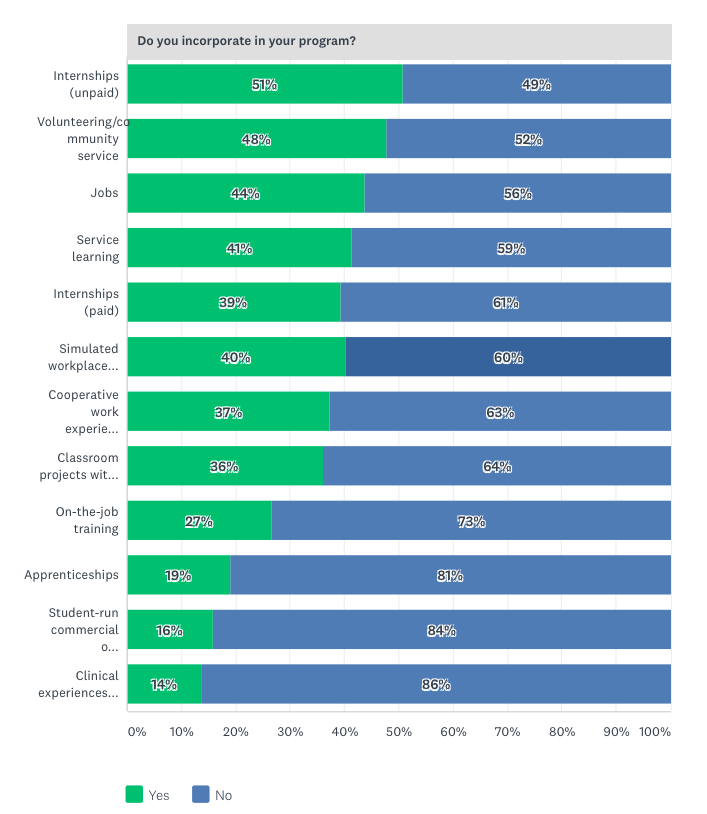 Do you incorporate in your program?
Internships
(unpaid)
51%
49%
Volunteering/co
mmunity
service
48%
52%
Jobs
44%
56%
Service
learning
41%
59%
Internships
(paid)
39%
61%
Simulated
workplace...
40%
60%
Cooperative
work
experie...
37%
63%
Classroom
projects wit...
36%
64%
On-the-job
training
27%
73%
Apprenticeships
19%
81%
Student-run
commercial
o...
16%
84%
Clinical
experiences...
14%
86%
0% 10% 20% 30% 40% 50% 60% 70% 80% 90% 100%
Yes No